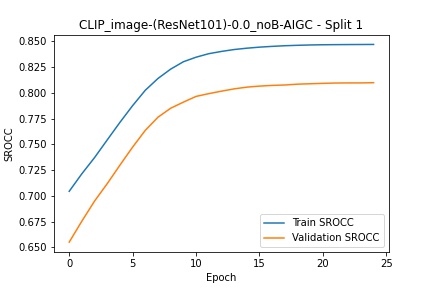 CLIP_image-(ResNet101)-0.0_noB-AIGC - Split 1
0.850
0.825
0.800
0.775
0.750
0.725
0.700
0.675
0.650
SROCC
Train SROCC
Validation SROCC
0 5 10 15 20 25
Epoch